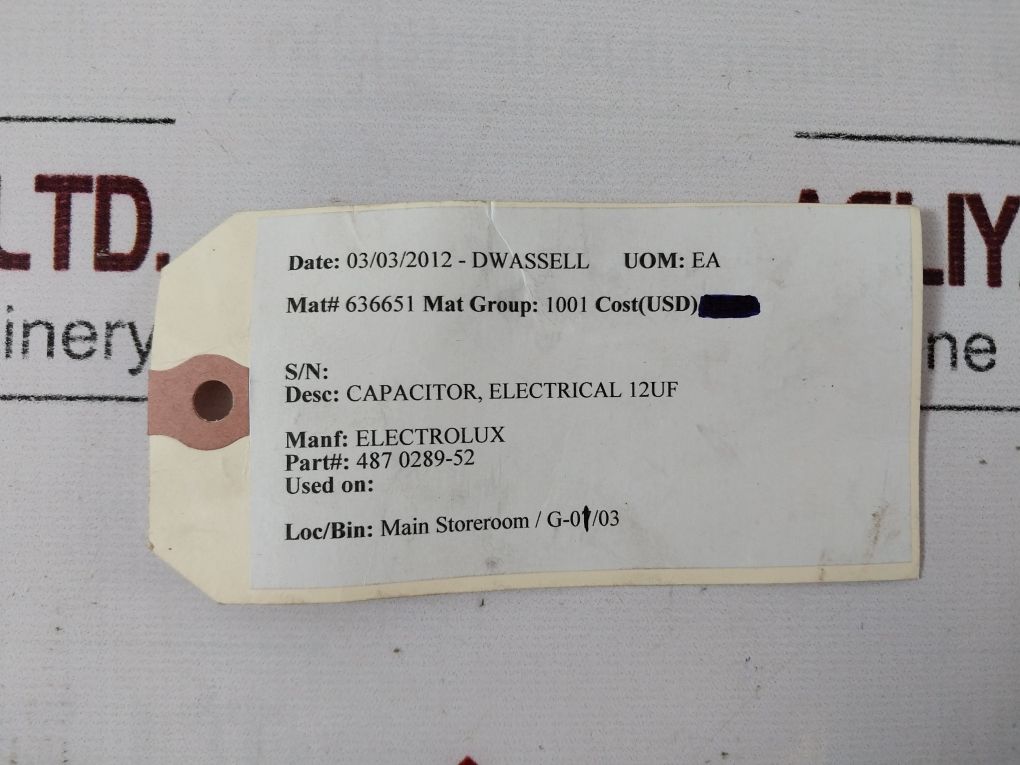 LTD.
inery
Date: 03/03/2012 - DWASSELL UOM: EA
Mat# 636651 Mat Group: 1001 Cost(USD)
S/N:
Desc: CAPACITOR, ELECTRICAL 12UF
Manf: ELECTROLUX
Part#: 487 0289-52
Used on:
Loc/Bin: Main Storeroom / G-01/03
ne